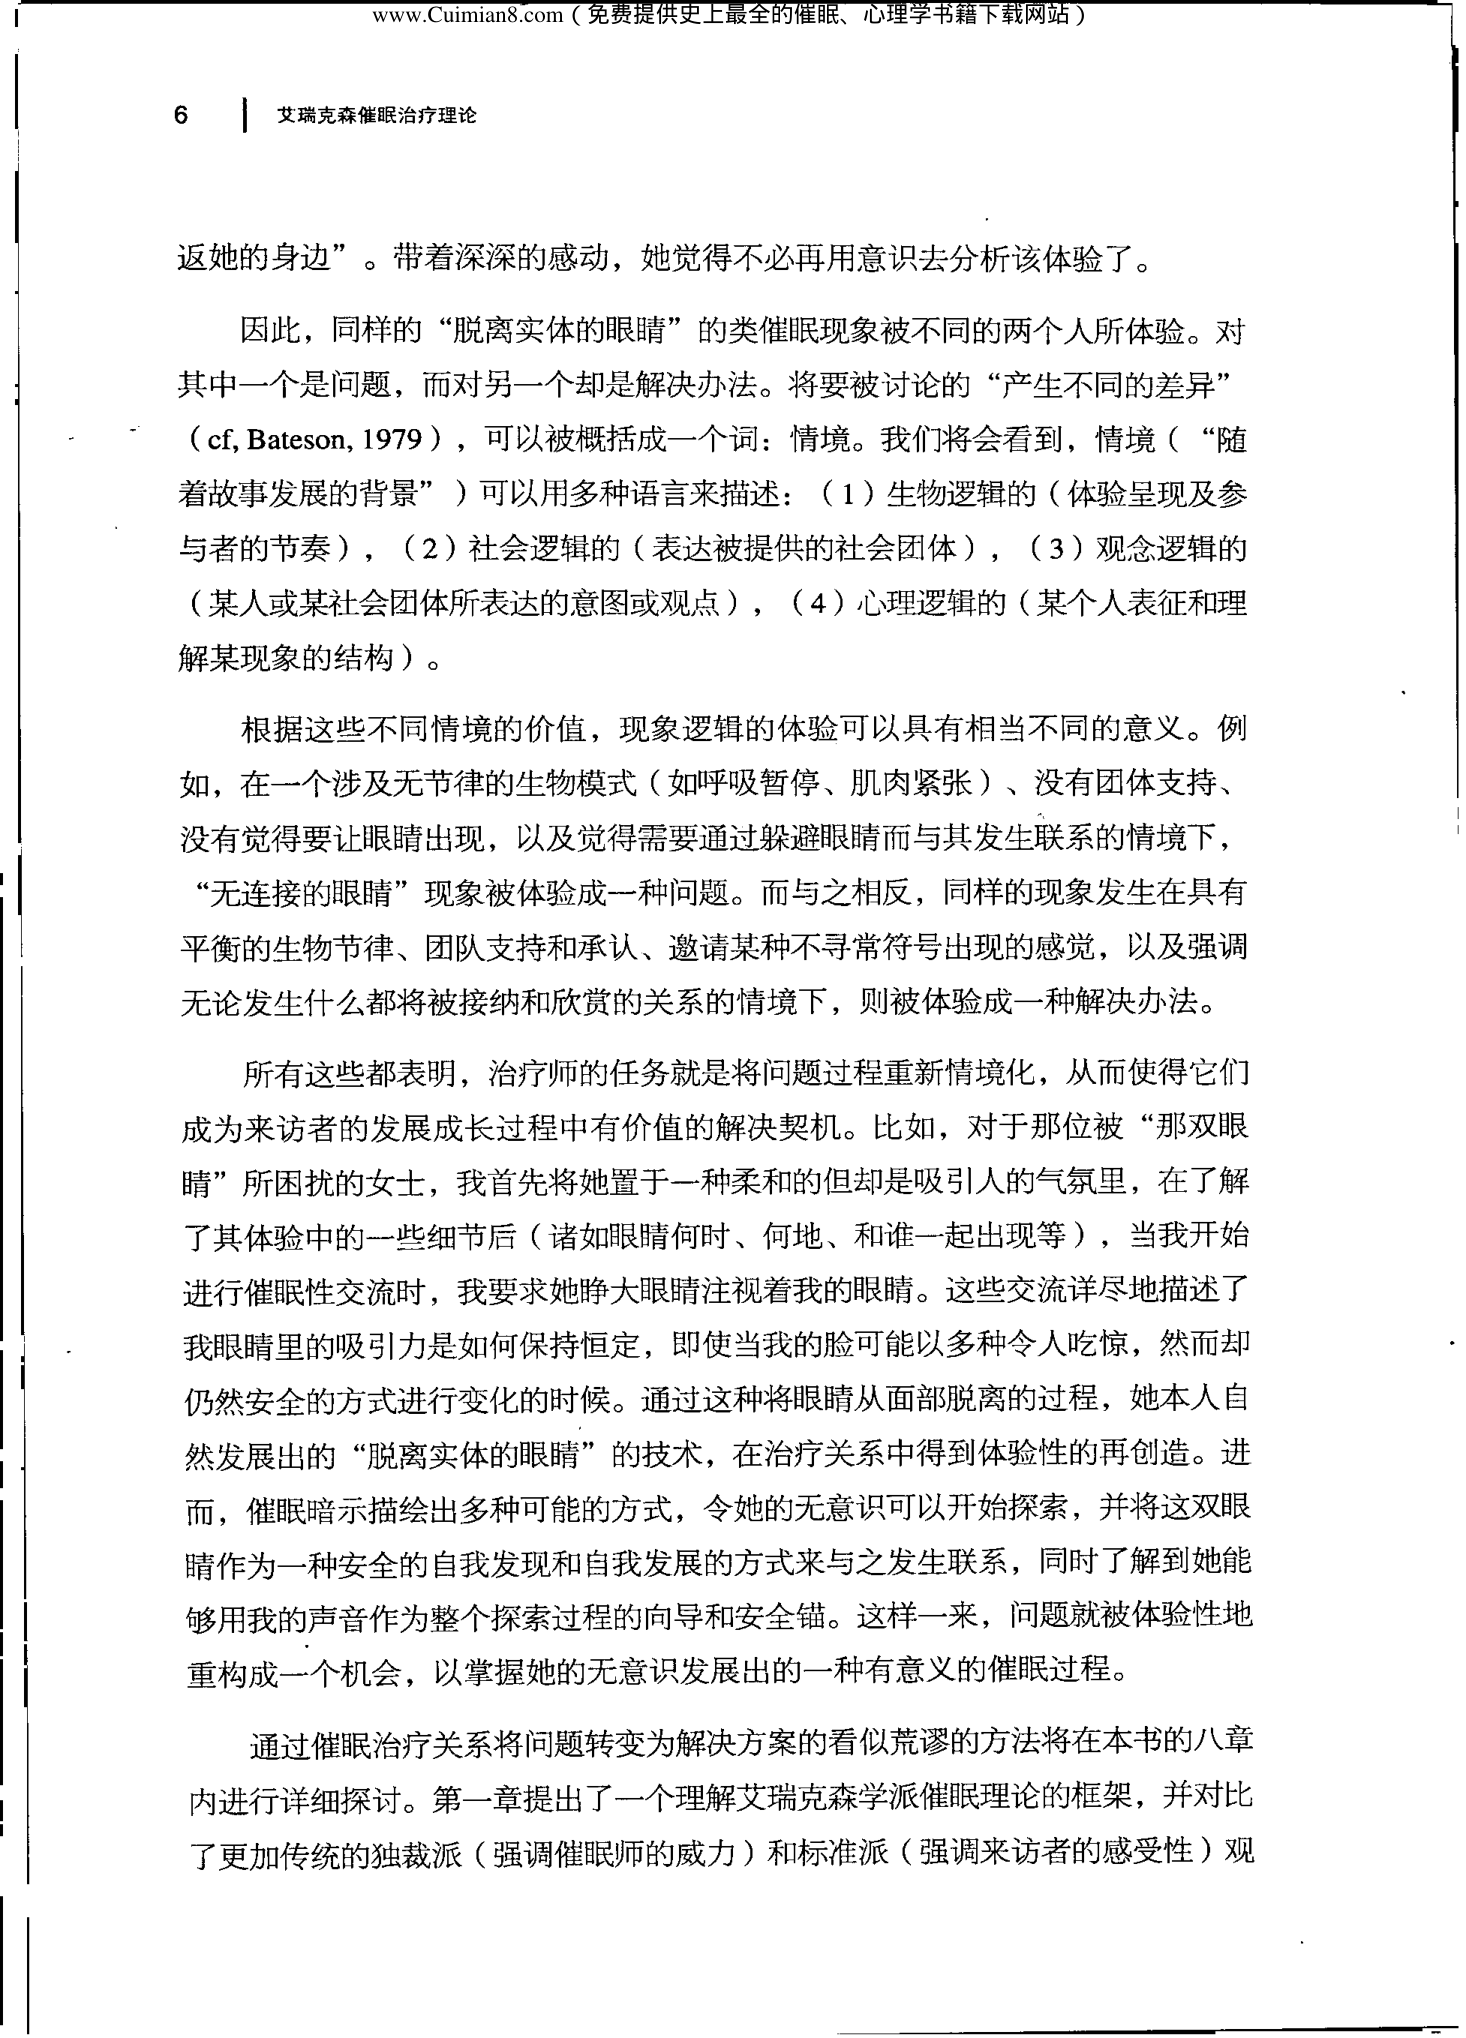 www.Cuimian8.com（免费提供史上最全的催眠、心理学书籍下载网站）
6 | 艾瑞克森催眠治疗理论
返她的身边”。带着深深的感动，她觉得不必再用意识去分析该体验了。
因此，同样的“脱离实体的眼睛”的类催眠现象被不同的两个人所体验。对
其中一个是问题，而对另一个却是解决办法。将要被讨论的“产生不同的差异”
（cf, Bateson, 1979），可以被概括成一个词：情境。我们将会看到，情境（“随
着故事发展的背景”）可以用多种语言来描述：（1）生物逻辑的（体验呈现及参
与者的节奏），（2）社会逻辑的（表达被提供的社会团体），（3）观念逻辑的
（某人或某社会团体所表达的意图或观点），（4）心理逻辑的（某个人表征和理
解某现象的结构）。
根据这些不同情境的价值，现象逻辑的体验可以具有相当不同的意义。例
如，在一个涉及无节律的生物模式（如呼吸暂停、肌肉紧张）、没有团体支持、
没有觉得要让眼睛出现，以及觉得需要通过躲避眼睛而与其发生联系的情境下，
“无连接的眼睛”现象被体验成一种问题。而与之相反，同样的现象发生在具有
平衡的生物节律、团队支持和承认、邀请某种不寻常符号出现的感觉，以及强调
无论发生什么都将被接纳和欣赏的关系的情境下，则被体验成一种解决办法。
所有这些都表明，治疗师的任务就是将问题过程重新情境化，从而使得它们
成为来访者的发展成长过程中有价值的解决契机。比如，对于那位被“那双眼
睛”所困扰的女士，我首先将她置于一种柔和的但却是吸引人的气氛里，在了解
了其体验中的一些细节后（诸如眼睛何时、何地、和谁一起出现等），当我开始
进行催眠性交流时，我要求她睁大眼睛注视着我的眼睛。这些交流详尽地描述了
我眼睛里的吸引力是如何保持恒定，即使当我的脸可能以多种令人吃惊，然而却
仍然安全的方式进行变化的时候。通过这种将眼睛从面部脱离的过程，她本人自
然发展出的“脱离实体的眼睛”的技术，在治疗关系中得到体验性的再创造。进
而，催眠暗示描绘出多种可能的方式，令她的无意识可以开始探索，并将这双眼
睛作为一种安全的自我发现和自我发展的方式来与之发生联系，同时了解到她能
够用我的声音作为整个探索过程的向导和安全锚。这样一来，问题就被体验性地
重构成一个机会，以掌握她的无意识发展出的一种有意义的催眠过程。
通过催眠治疗关系将问题转变为解决方案的看似荒谬的方法将在本书的八章
内进行详细探讨。第一章提出了一个理解艾瑞克森学派催眠理论的框架，并对比
了更加传统的独裁派（强调催眠师的威力）和标准派（强调来访者的感受性）观